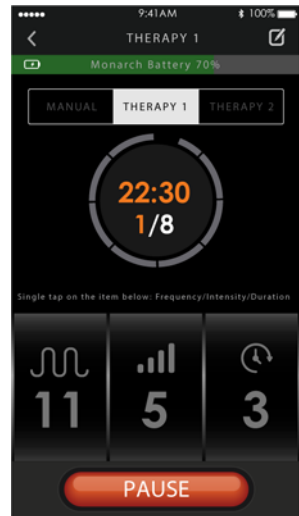 9:41AM 100%
THERAPY 1
Monarch Battery 70%
MANUAL THERAPY 1 THERAPY 2
22:30
1/8
Single tap on the item below: Frequency/Intensity/Duration
11 5 3
PAUSE